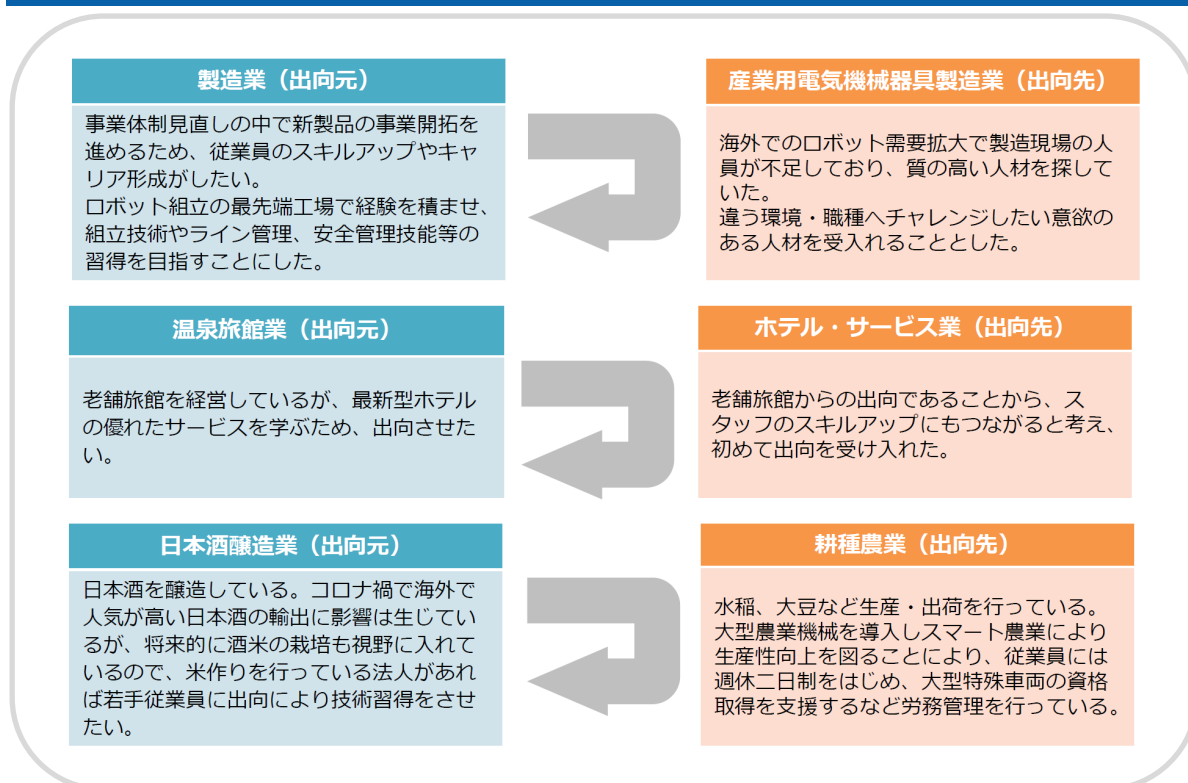 製造業（出向元）
事業体制見直しの中で新製品の事業開拓を
進めるため、従業員のスキルアップやキャ
リア形成がしたい。
ロボット組立の最先端工場で経験を積ませ、
組立技術やライン管理、安全管理技能等の
習得を目指すことにした。
産業用電気機械器具製造業（出向先）
海外でのロボット需要拡大で製造現場の人
員が不足しており、質の高い人材を探して
いた。
違う環境・職種へチャレンジしたい意欲の
ある人材を受入れることとした。
温泉旅館業（出向元）
老舗旅館を経営しているが、最新型ホテル
の優れたサービスを学ぶため、出向させた
い。
ホテル・サービス業（出向先）
老舗旅館からの出向であることから、ス
タッフのスキルアップにもつながると考え、
初めて出向を受け入れた。
日本酒醸造業（出向元）
日本酒を醸造している。コロナ禍で海外で
人気が高い日本酒の輸出に影響は生じてい
るが、将来的に酒米の栽培も視野に入れて
いるので、米作りを行っている法人があれ
ば若手従業員に出向により技術習得をさせ
たい。
耕種農業（出向先）
水稲、大豆など生産・出荷を行っている。
大型農業機械を導入しスマート農業により
生産性向上を図ることにより、従業員には
週休二日制をはじめ、大型特殊車両の資格
取得を支援するなど労務管理を行っている。